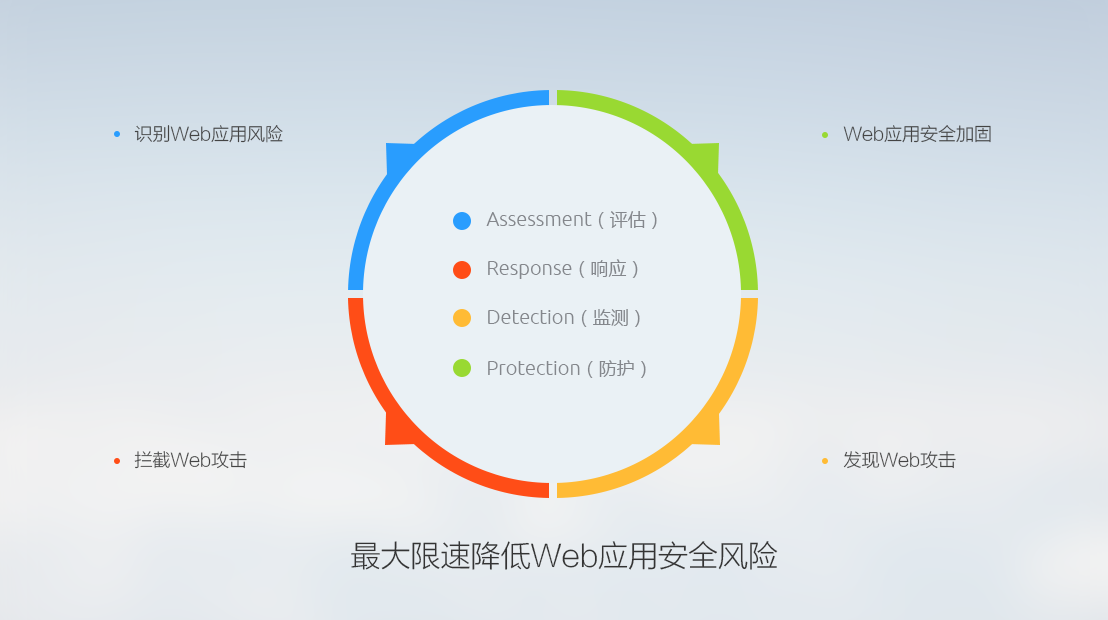 识别Web应用风险
Web应用安全加固
Assessment（评估）
Response（响应）
Detection（监测）
Protection（防护）
拦截Web攻击
发现Web攻击
最大限速降低Web应用安全风险